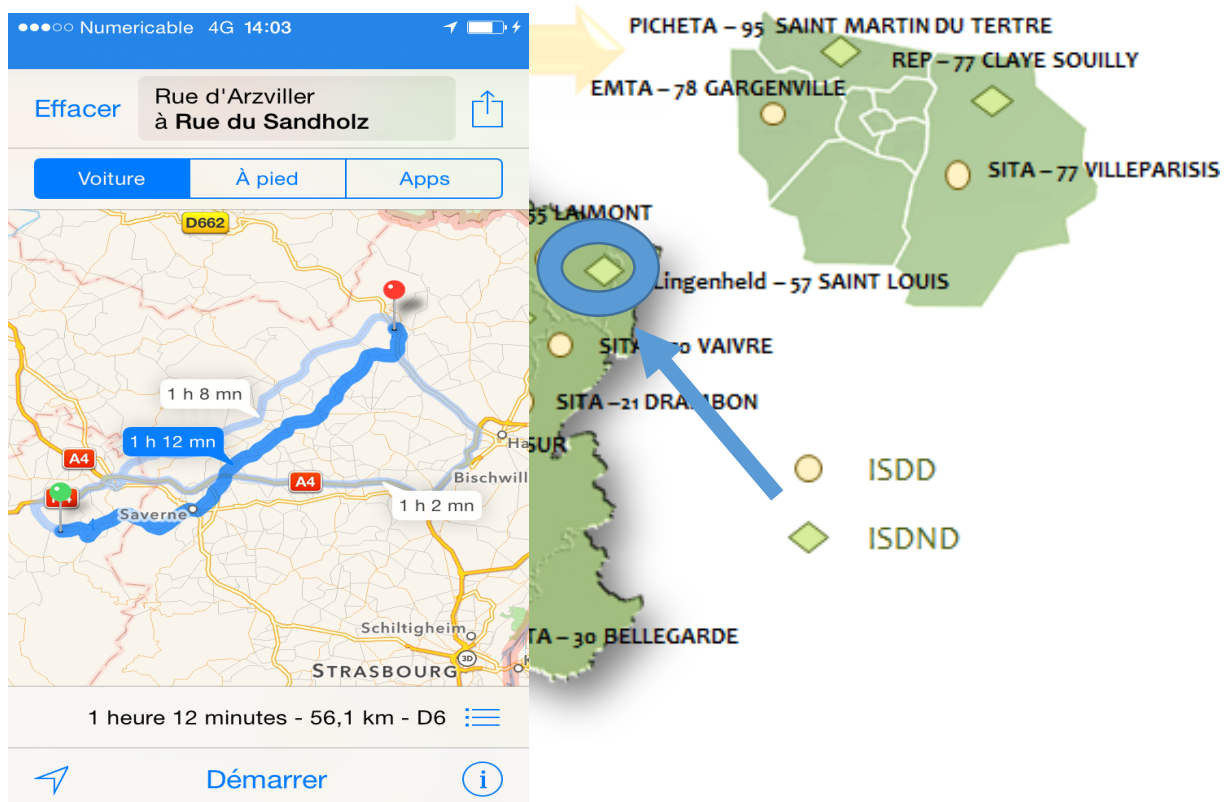 Numericable 4G 14:03
Effacer
Rue d'Arzviller
à Rue du Sandholz
Voiture
À pied
Apps
D662
1 h 8 mn
1 h 12 mn
A4
A4
Saverne
1 h 2 mn
Bischwill
Schiltigheim
3D
STRASBOURG
1 heure 12 minutes - 56,1 km - D6
Démarrer
i
PICHETA – 95 SAINT MARTIN DU TERTRE
REP – 77 CLAYE SOUILLY
EMTA – 78 GARGENVILLE
SITA – 77 VILLEPARISIS
55 LAIMONT
Lingenheld – 57 SAINT LOUIS
VAIVRE
SITA –21 DRAMBON
SUR
TA – 30 BELLEGARDE
ISDD
ISDND